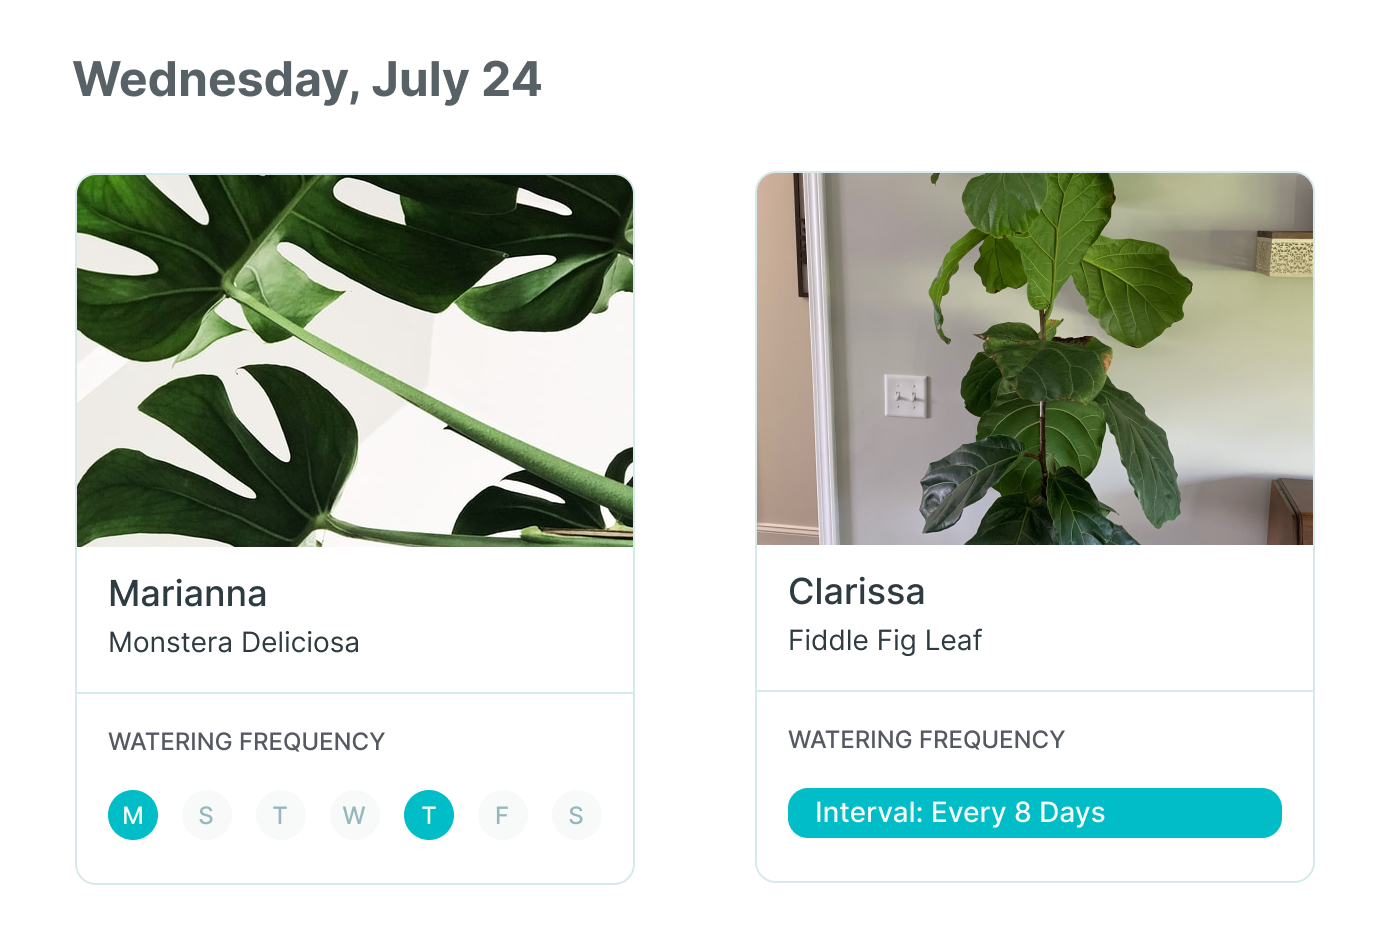 Wednesday, July 24
Marianna
Monstera Deliciosa
WATERING FREQUENCY
M S T W T F S
Clarissa
Fiddle Fig Leaf
WATERING FREQUENCY
Interval: Every 8 Days